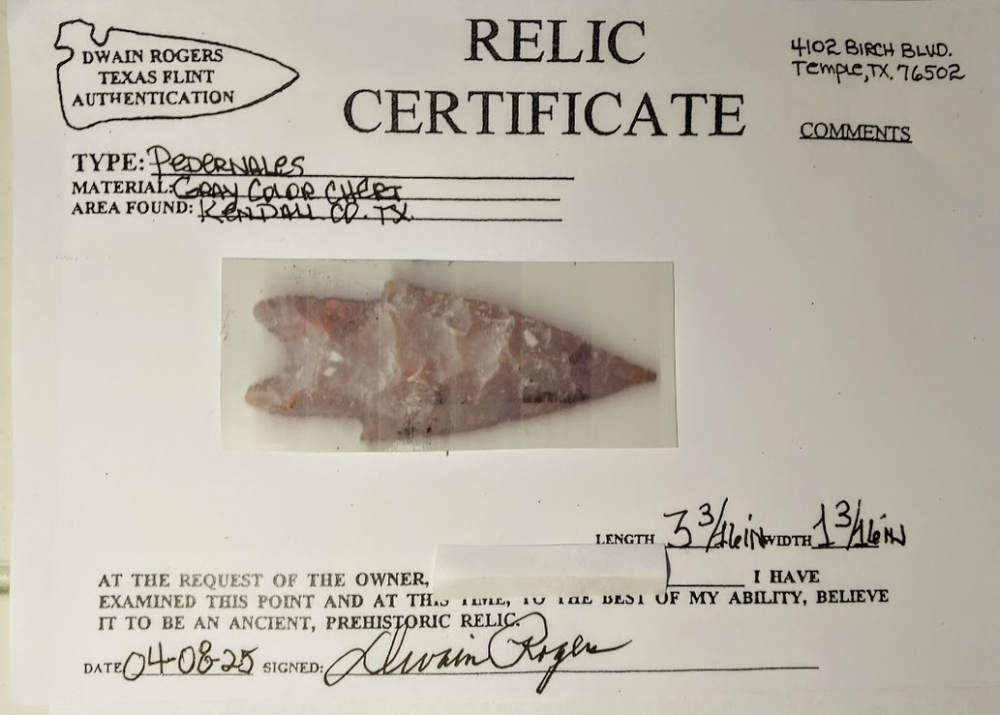 DWAIN ROGERS
TEXAS FLINT
AUTHENTICATION
RELIC
CERTIFICATE
4102 BIRCH BLVD.
Temple, TX. 76502
COMMENTS
TYPE: PEDERNALES
MATERIAL: GRAY COLOR CHERT
AREA FOUND: KENDALL CO. TX.
LENGTH 3 3/16 IN WIDTH 1 3/16 IN
AT THE REQUEST OF THE OWNER, I HAVE
EXAMINED THIS POINT AND AT THIS TIME, TO THE BEST OF MY ABILITY, BELIEVE
IT TO BE AN ANCIENT, PREHISTORIC RELIC.
DATE 04-08-25 SIGNED: Dwain Rogers